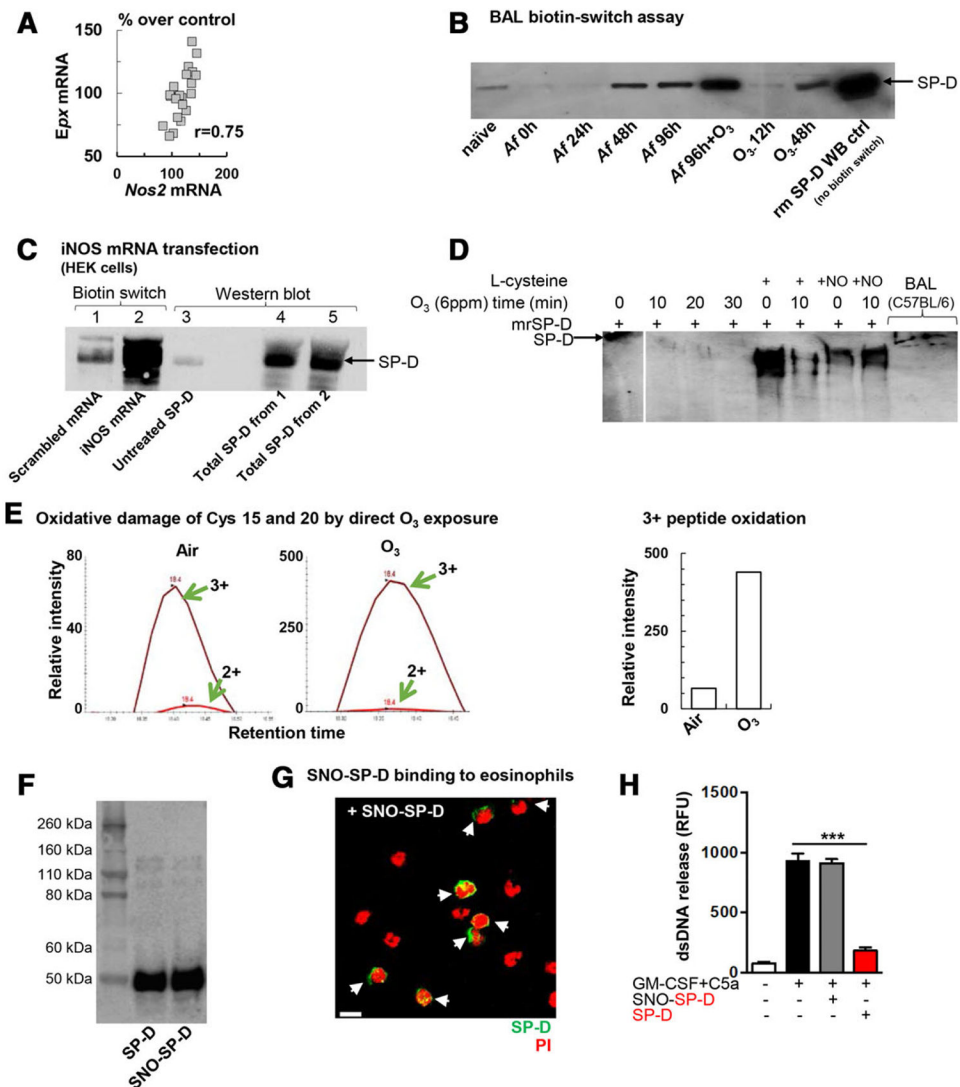 A
% over control
Epx mRNA
150
100
50
r=0.75
0 100 200
Nos2 mRNA
B BAL biotin-switch assay
SP-D
naïve
Af 0h
Af 24h
Af 48h
Af 96h
Af 96h+O3
O3-12h
O3-48h
rm SP-D WB ctrl
(no biotin switch)
C iNOS mRNA transfection
(HEK cells)
Biotin switch Western blot
1 2 3 4 5
SP-D
Scrambled mRNA
iNOS mRNA
Untreated SP-D
Total SP-D from 1
Total SP-D from 2
D
L-cysteine + + +NO +NO BAL
O3 (6ppm) time (min) 0 10 20 30 0 10 0 10 (C57BL/6)
mrSP-D + + + + + + + +
SP-D
E Oxidative damage of Cys 15 and 20 by direct O3 exposure
Air
Relative intensity
80
40
0
18.4
3+
2+
18.4
O3
500
250
0
18.4
3+
2+
18.4
Retention time
3+ peptide oxidation
Relative intensity
500
250
0
Air
O3
F
260 kDa
160 kDa
110 kDa
80 kDa
60 kDa
50 kDa
SP-D
SNO-SP-D
G SNO-SP-D binding to eosinophils
+ SNO-SP-D
SP-D
PI
H
dsDNA release (RFU)
1500
1000
500
0
***
GM-CSF+C5a - + + +
SNO-SP-D - - + -
SP-D - - - +